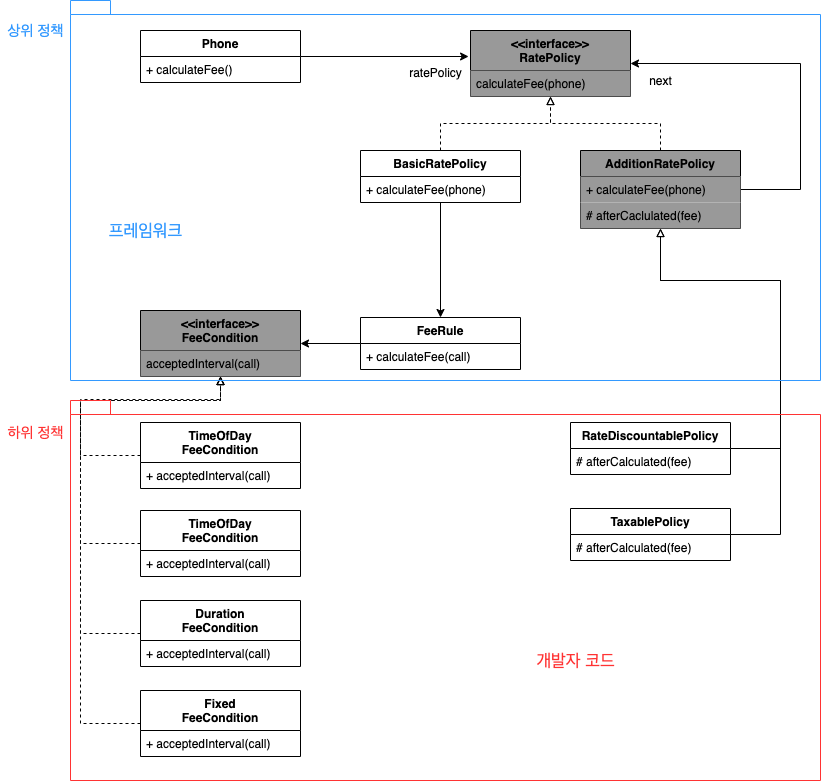 상위 정책
Phone
+ calculateFee()
ratePolicy
<<interface>>
RatePolicy
calculateFee(phone)
next
BasicRatePolicy
+ calculateFee(phone)
AdditionRatePolicy
+ calculateFee(phone)
# afterCaclulated(fee)
프레임워크
<<interface>>
FeeCondition
acceptedInterval(call)
FeeRule
+ calculateFee(call)
하위 정책
TimeOfDay
FeeCondition
+ acceptedInterval(call)
RateDiscountablePolicy
# afterCalculated(fee)
TimeOfDay
FeeCondition
+ acceptedInterval(call)
TaxablePolicy
# afterCalculated(fee)
Duration
FeeCondition
+ acceptedInterval(call)
개발자 코드
Fixed
FeeCondition
+ acceptedInterval(call)